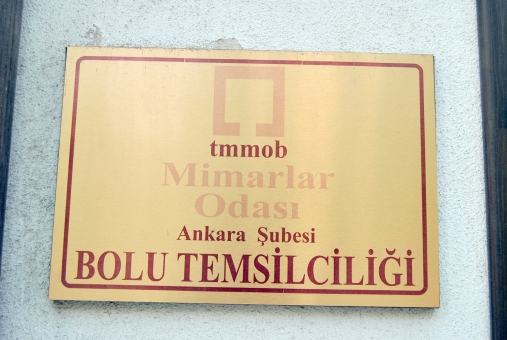 tmmob
Mimarlar
Odası
Ankara Şubesi
BOLU TEMSİLCİLİĞİ